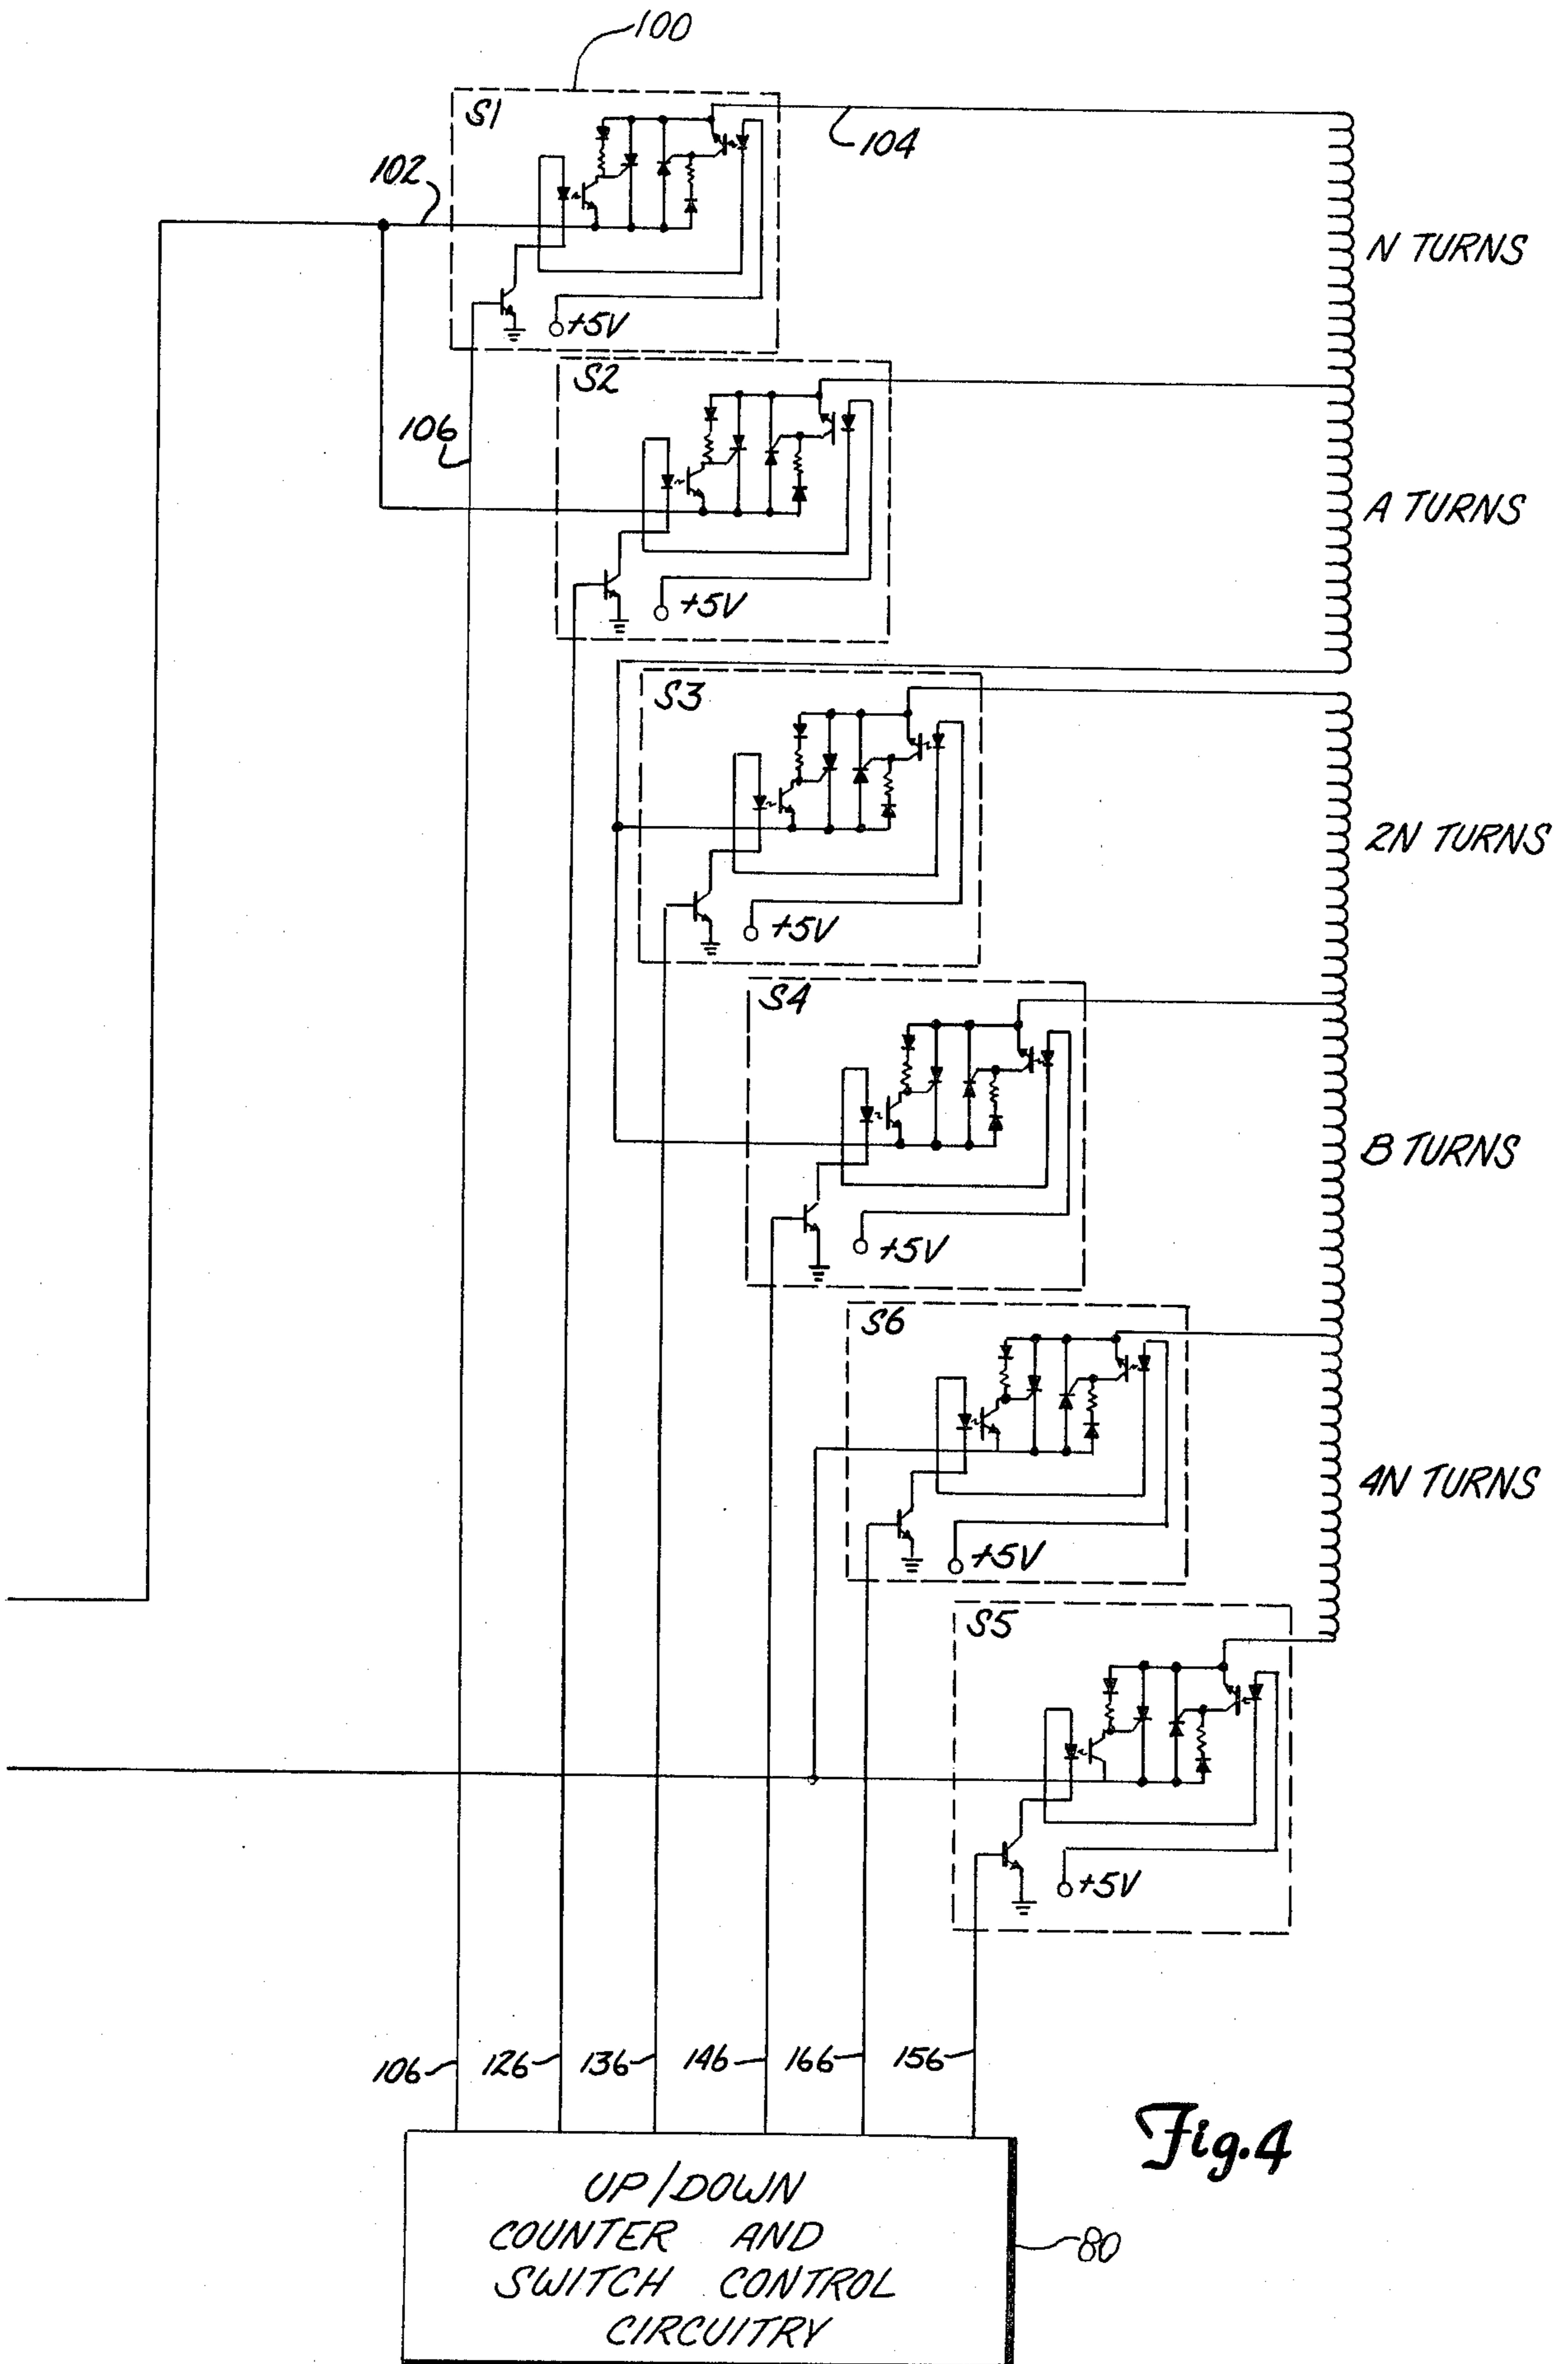 100
S1
104
102
N TURNS
+5V
S2
106
A TURNS
+5V
S3
2N TURNS
+5V
S4
B TURNS
+5V
S6
4N TURNS
+5V
S5
+5V
106 126 136 146 166 156
Fig.4
UP/DOWN
COUNTER AND
SWITCH CONTROL
CIRCUITRY
80